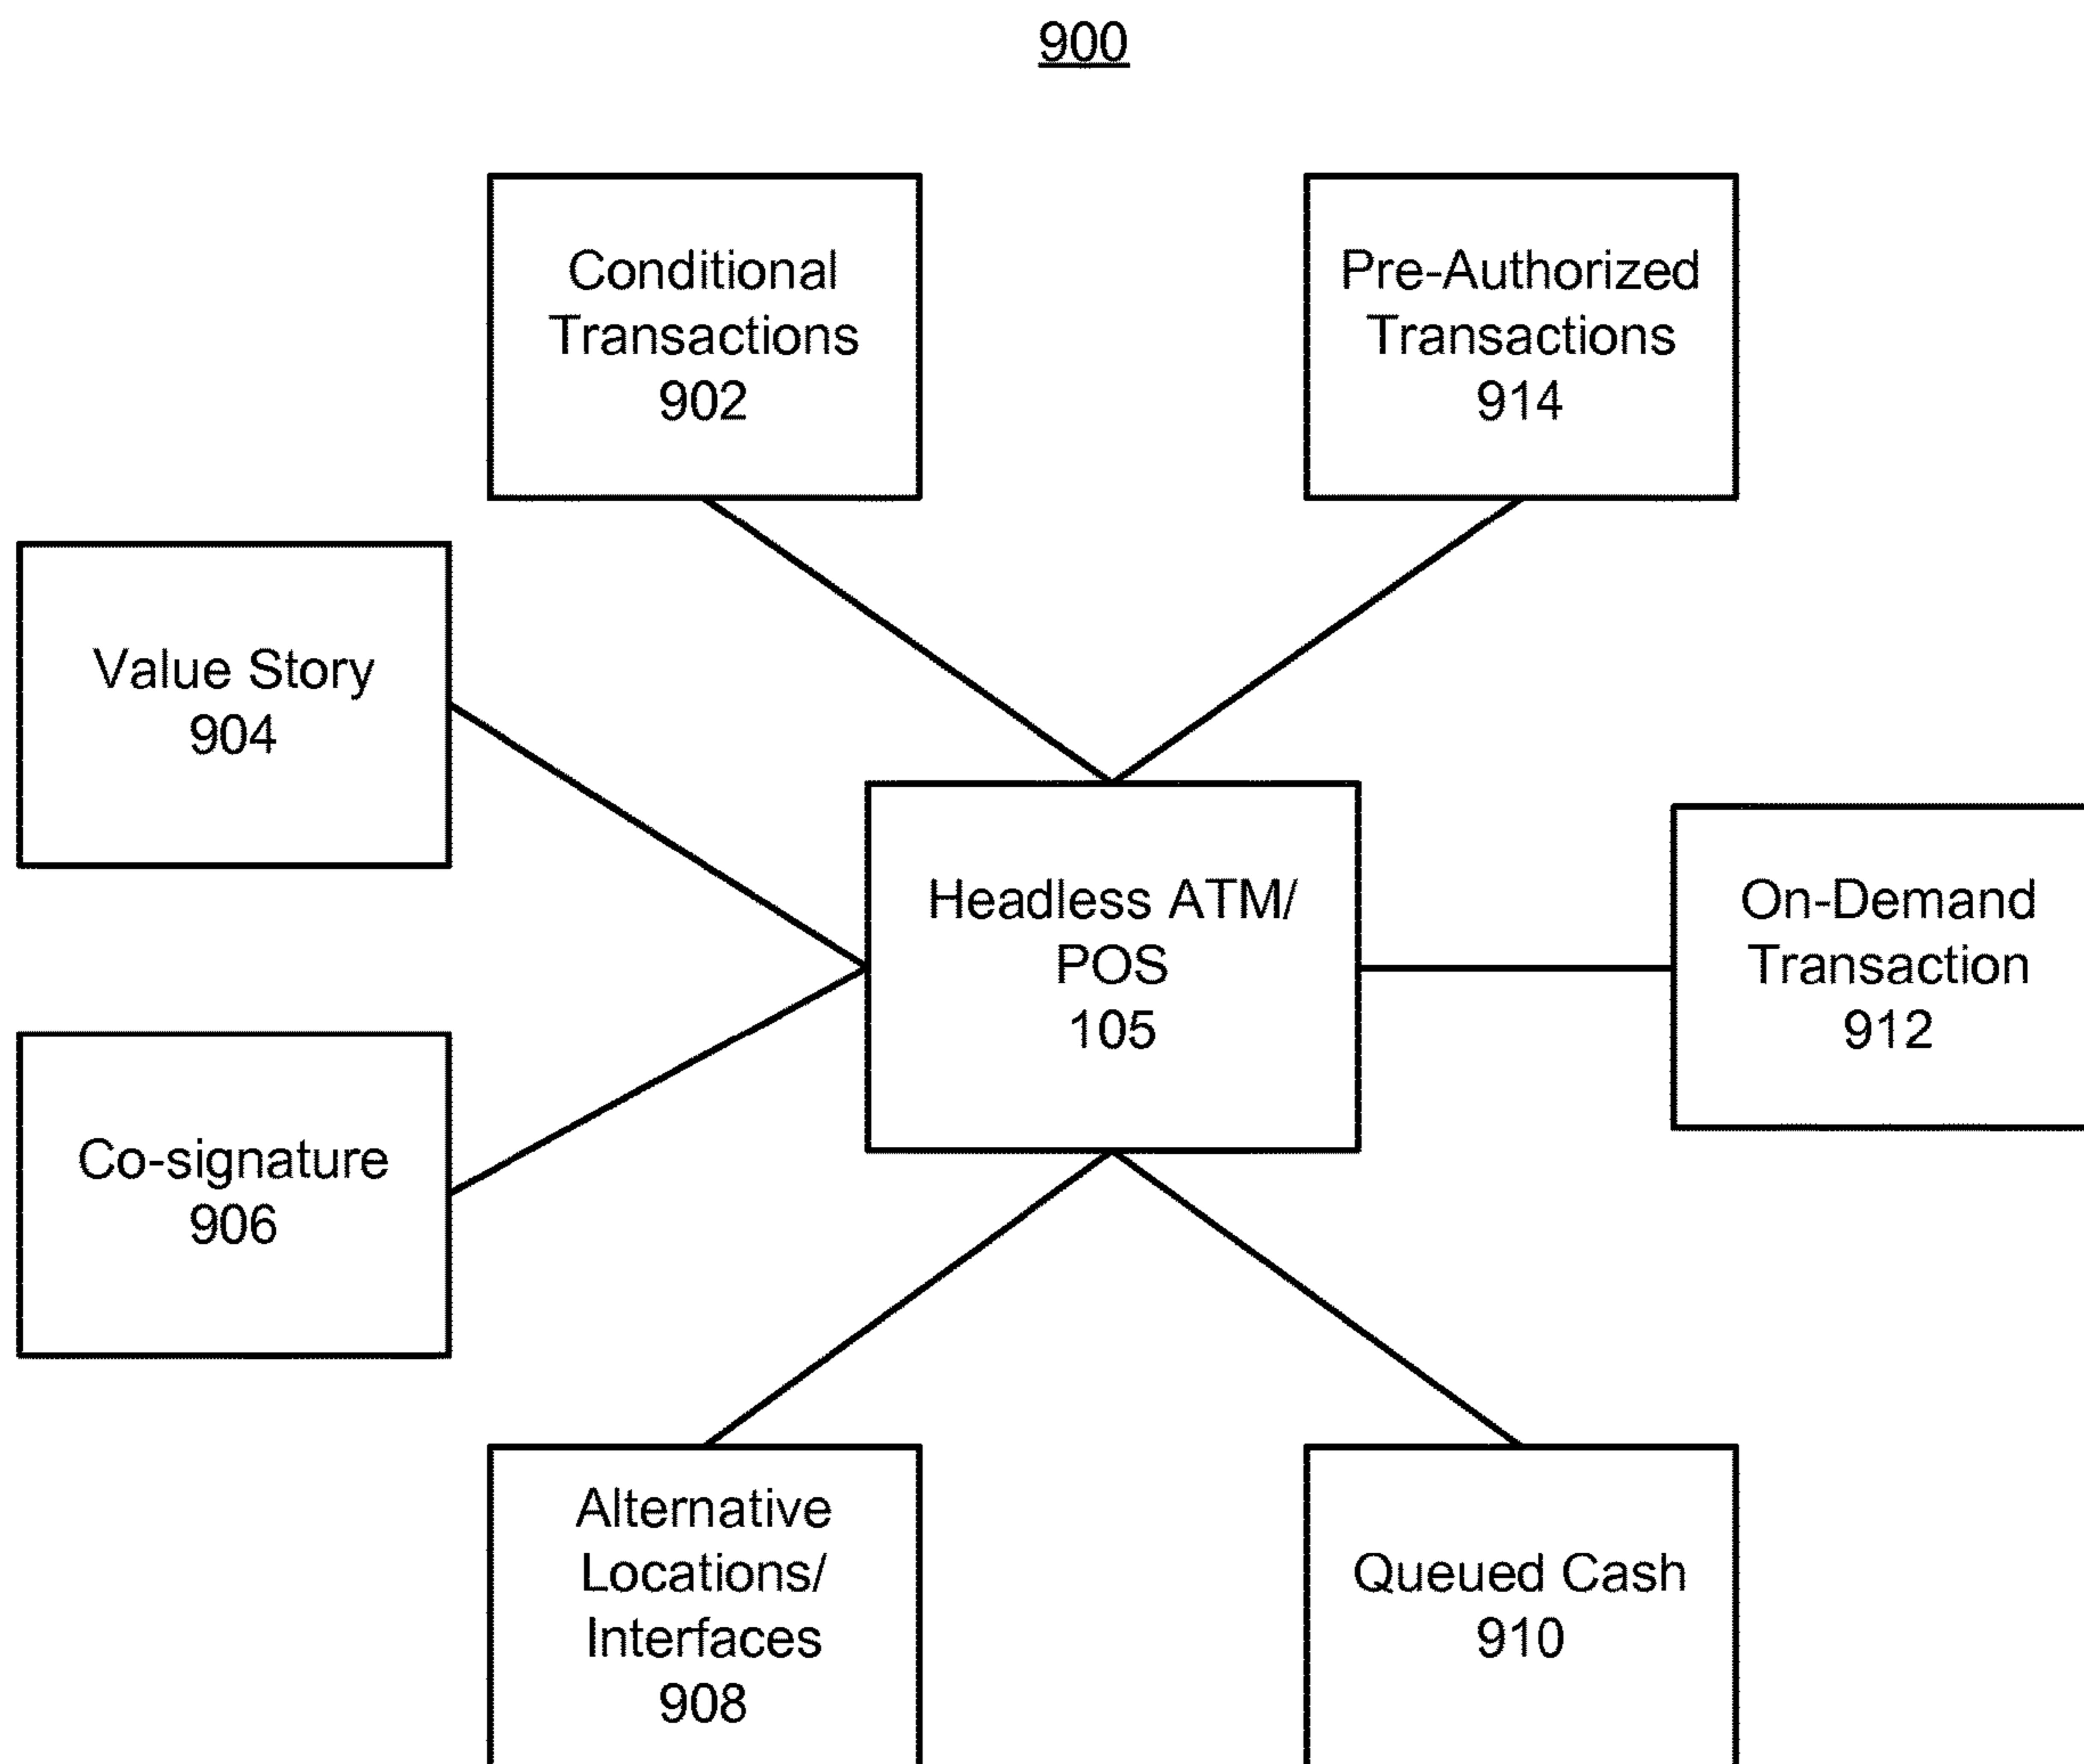 900
Conditional
Transactions
902
Pre-Authorized
Transactions
914
Value Story
904
Headless ATM/
POS
105
On-Demand
Transaction
912
Co-signature
906
Alternative
Locations/
Interfaces
908
Queued Cash
910